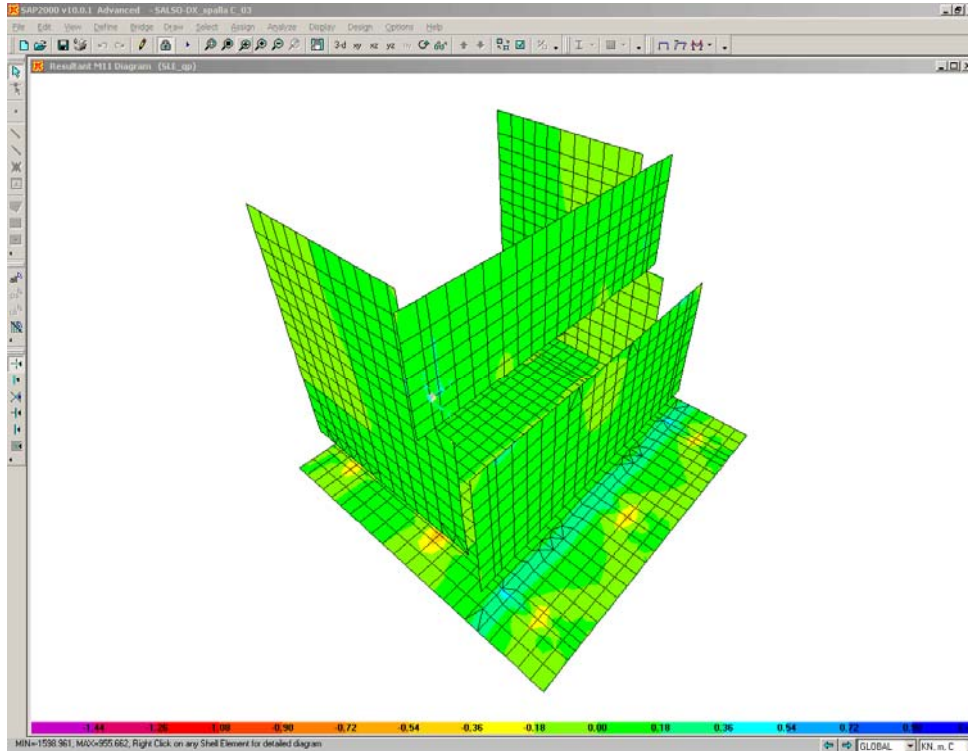 SAP2000 v10.0.1 Advanced - SALSO-DX_spalla C_03
File Edit View Define Bridge Draw Select Assign Analyze Display Design Options Help
3-d xy xz yz
Resultant M11 Diagram (SLE_qp)
-1.44 -1.26 -1.08 -0.90 -0.72 -0.54 -0.36 -0.18 0.00 0.18 0.36 0.54 0.72
MIN=-1598.961, MAX=955.662, Right Click on any Shell Element for detailed diagram
GLOBAL KN, m, C